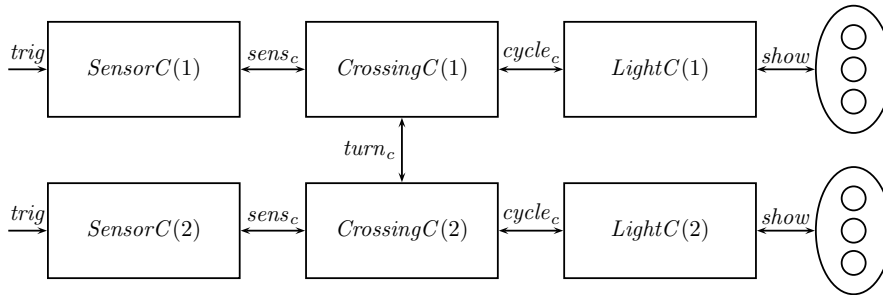 trig SensorC(1) sens_c CrossingC(1) cycle_c LightC(1) show
turn_c
trig SensorC(2) sens_c CrossingC(2) cycle_c LightC(2) show